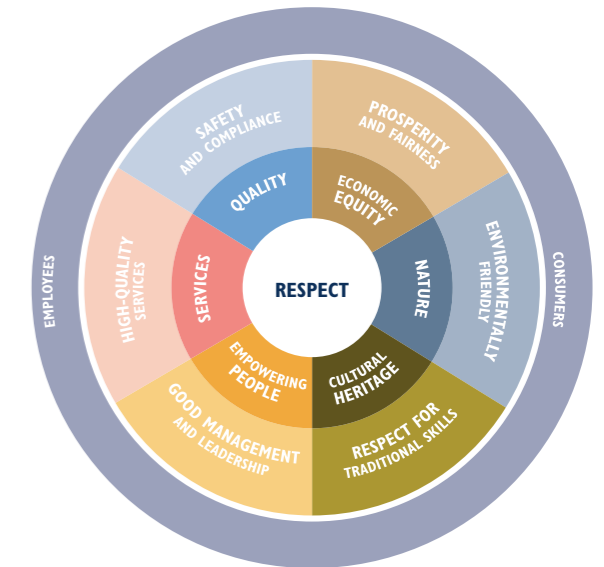 SAFETY
AND COMPLIANCE
PROSPERITY
AND FAIRNESS
QUALITY
ECONOMIC
EQUITY
EMPLOYEES
HIGH-QUALITY
SERVICES
SERVICES
RESPECT
NATURE
ENVIRONMENTALLY
FRIENDLY
CONSUMERS
EMPOWERING
PEOPLE
CULTURAL
HERITAGE
GOOD MANAGEMENT
AND LEADERSHIP
RESPECT FOR
TRADITIONAL SKILLS